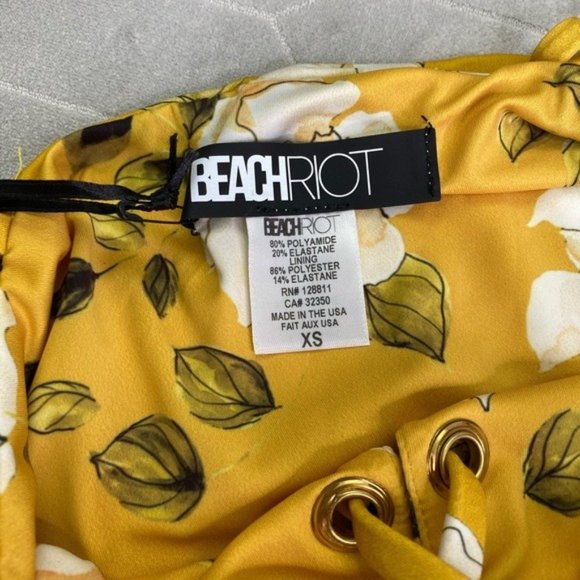 BEACHRIOT
BEACHRIOT
80% POLYAMIDE
20% ELASTANE
LINING
86% POLYESTER
14% ELASTANE
RN# 128811
CA# 32350
MADE IN THE USA
FAIT AUX USA
XS